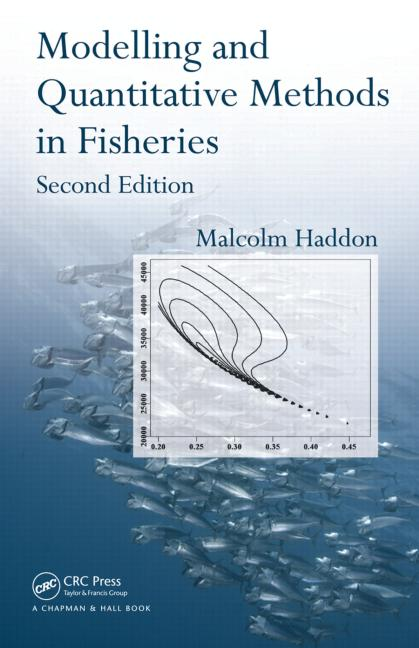 Modelling and
Quantitative Methods
in Fisheries
Second Edition
Malcolm Haddon
45000
40000
35000
30000
25000
20000
0.20 0.25 0.30 0.35 0.40 0.45
CRC CRC Press
Taylor & Francis Group
A CHAPMAN & HALL BOOK